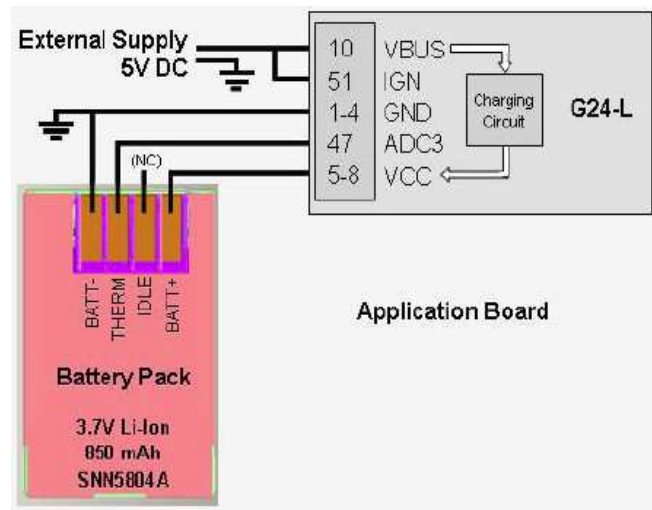 External Supply
5V DC
10 VBUS
51 IGN
1-4 GND
47 ADC3
5-8 VCC
Charging
Circuit
G24-L
(NC)
BATT-
THERM
IDLE
BATT+
Application Board
Battery Pack
3.7V Li-Ion
850 mAh
SNN5804A